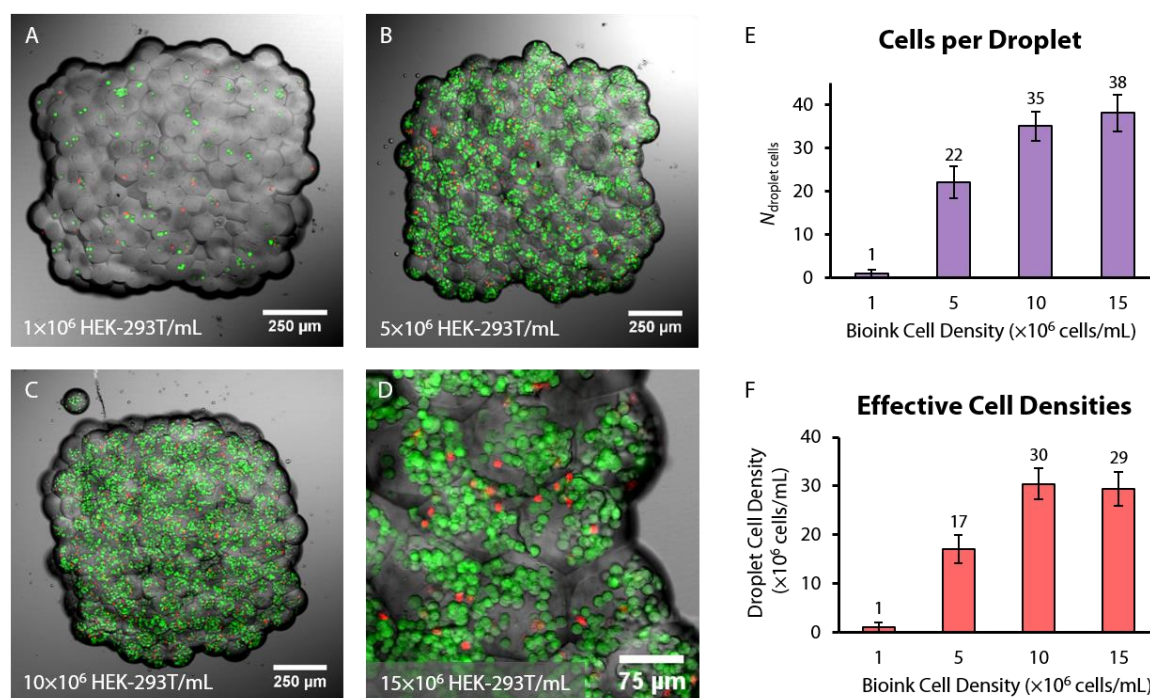 A
1×10⁶ HEK-293T/mL
250 µm
B
5×10⁶ HEK-293T/mL
250 µm
C
10×10⁶ HEK-293T/mL
250 µm
D
15×10⁶ HEK-293T/mL
75 µm
E
Cells per Droplet
N droplet cells
40
30
20
10
0
1
22
35
38
1 5 10 15
Bioink Cell Density (×10⁶ cells/mL)
F
Effective Cell Densities
Droplet Cell Density
(×10⁶ cells/mL)
40
30
20
10
0
1
17
30
29
1 5 10 15
Bioink Cell Density (×10⁶ cells/mL)